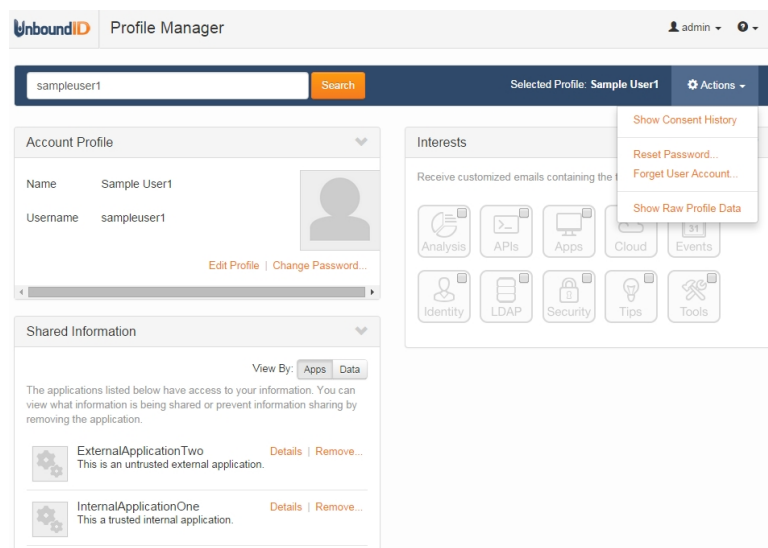 UnboundID Profile Manager admin
sampleuser1 Search Selected Profile: Sample User1 Actions
Show Consent History
Reset Password...
Forget User Account...
Show Raw Profile Data
Account Profile
Name Sample User1
Username sampleuser1
Edit Profile | Change Password...
Shared Information
View By: Apps Data
The applications listed below have access to your information. You can
view what information is being shared or prevent information sharing by
removing the application.
ExternalApplicationTwo Details | Remove...
This is an untrusted external application.
InternalApplicationOne Details | Remove...
This a trusted internal application.
Interests
Receive customized emails containing the
31
Analysis APIs Apps Cloud Events
Identity LDAP Security Tips Tools